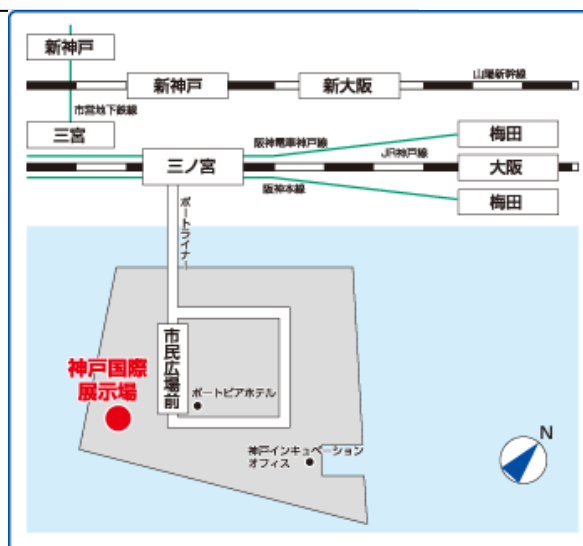 新神戸
新神戸
新大阪
山陽新幹線
市営地下鉄線
三宮
阪神電車神戸線
梅田
三ノ宮
JR神戸線
大阪
阪神本線
梅田
ポートライナー
市民広場前
神戸国際
展示場
ポートピアホテル
神戸インキュベーション
オフィス
N